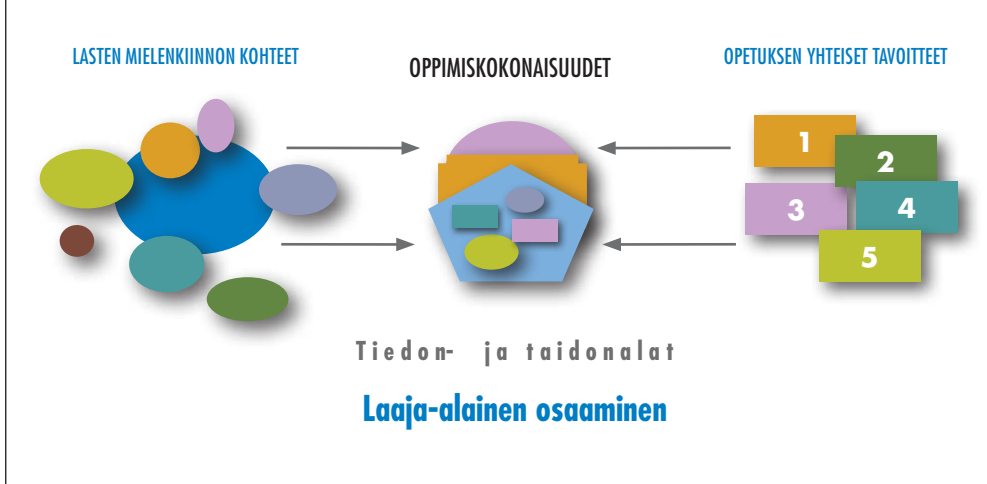 LASTEN MIELENKIINNON KOHTEET
OPPIMISKOKONAISUUDET
OPETUKSEN YHTEISET TAVOITTEET
1
2
3
4
5
Tiedon- ja taidonalat
Laaja-alainen osaaminen